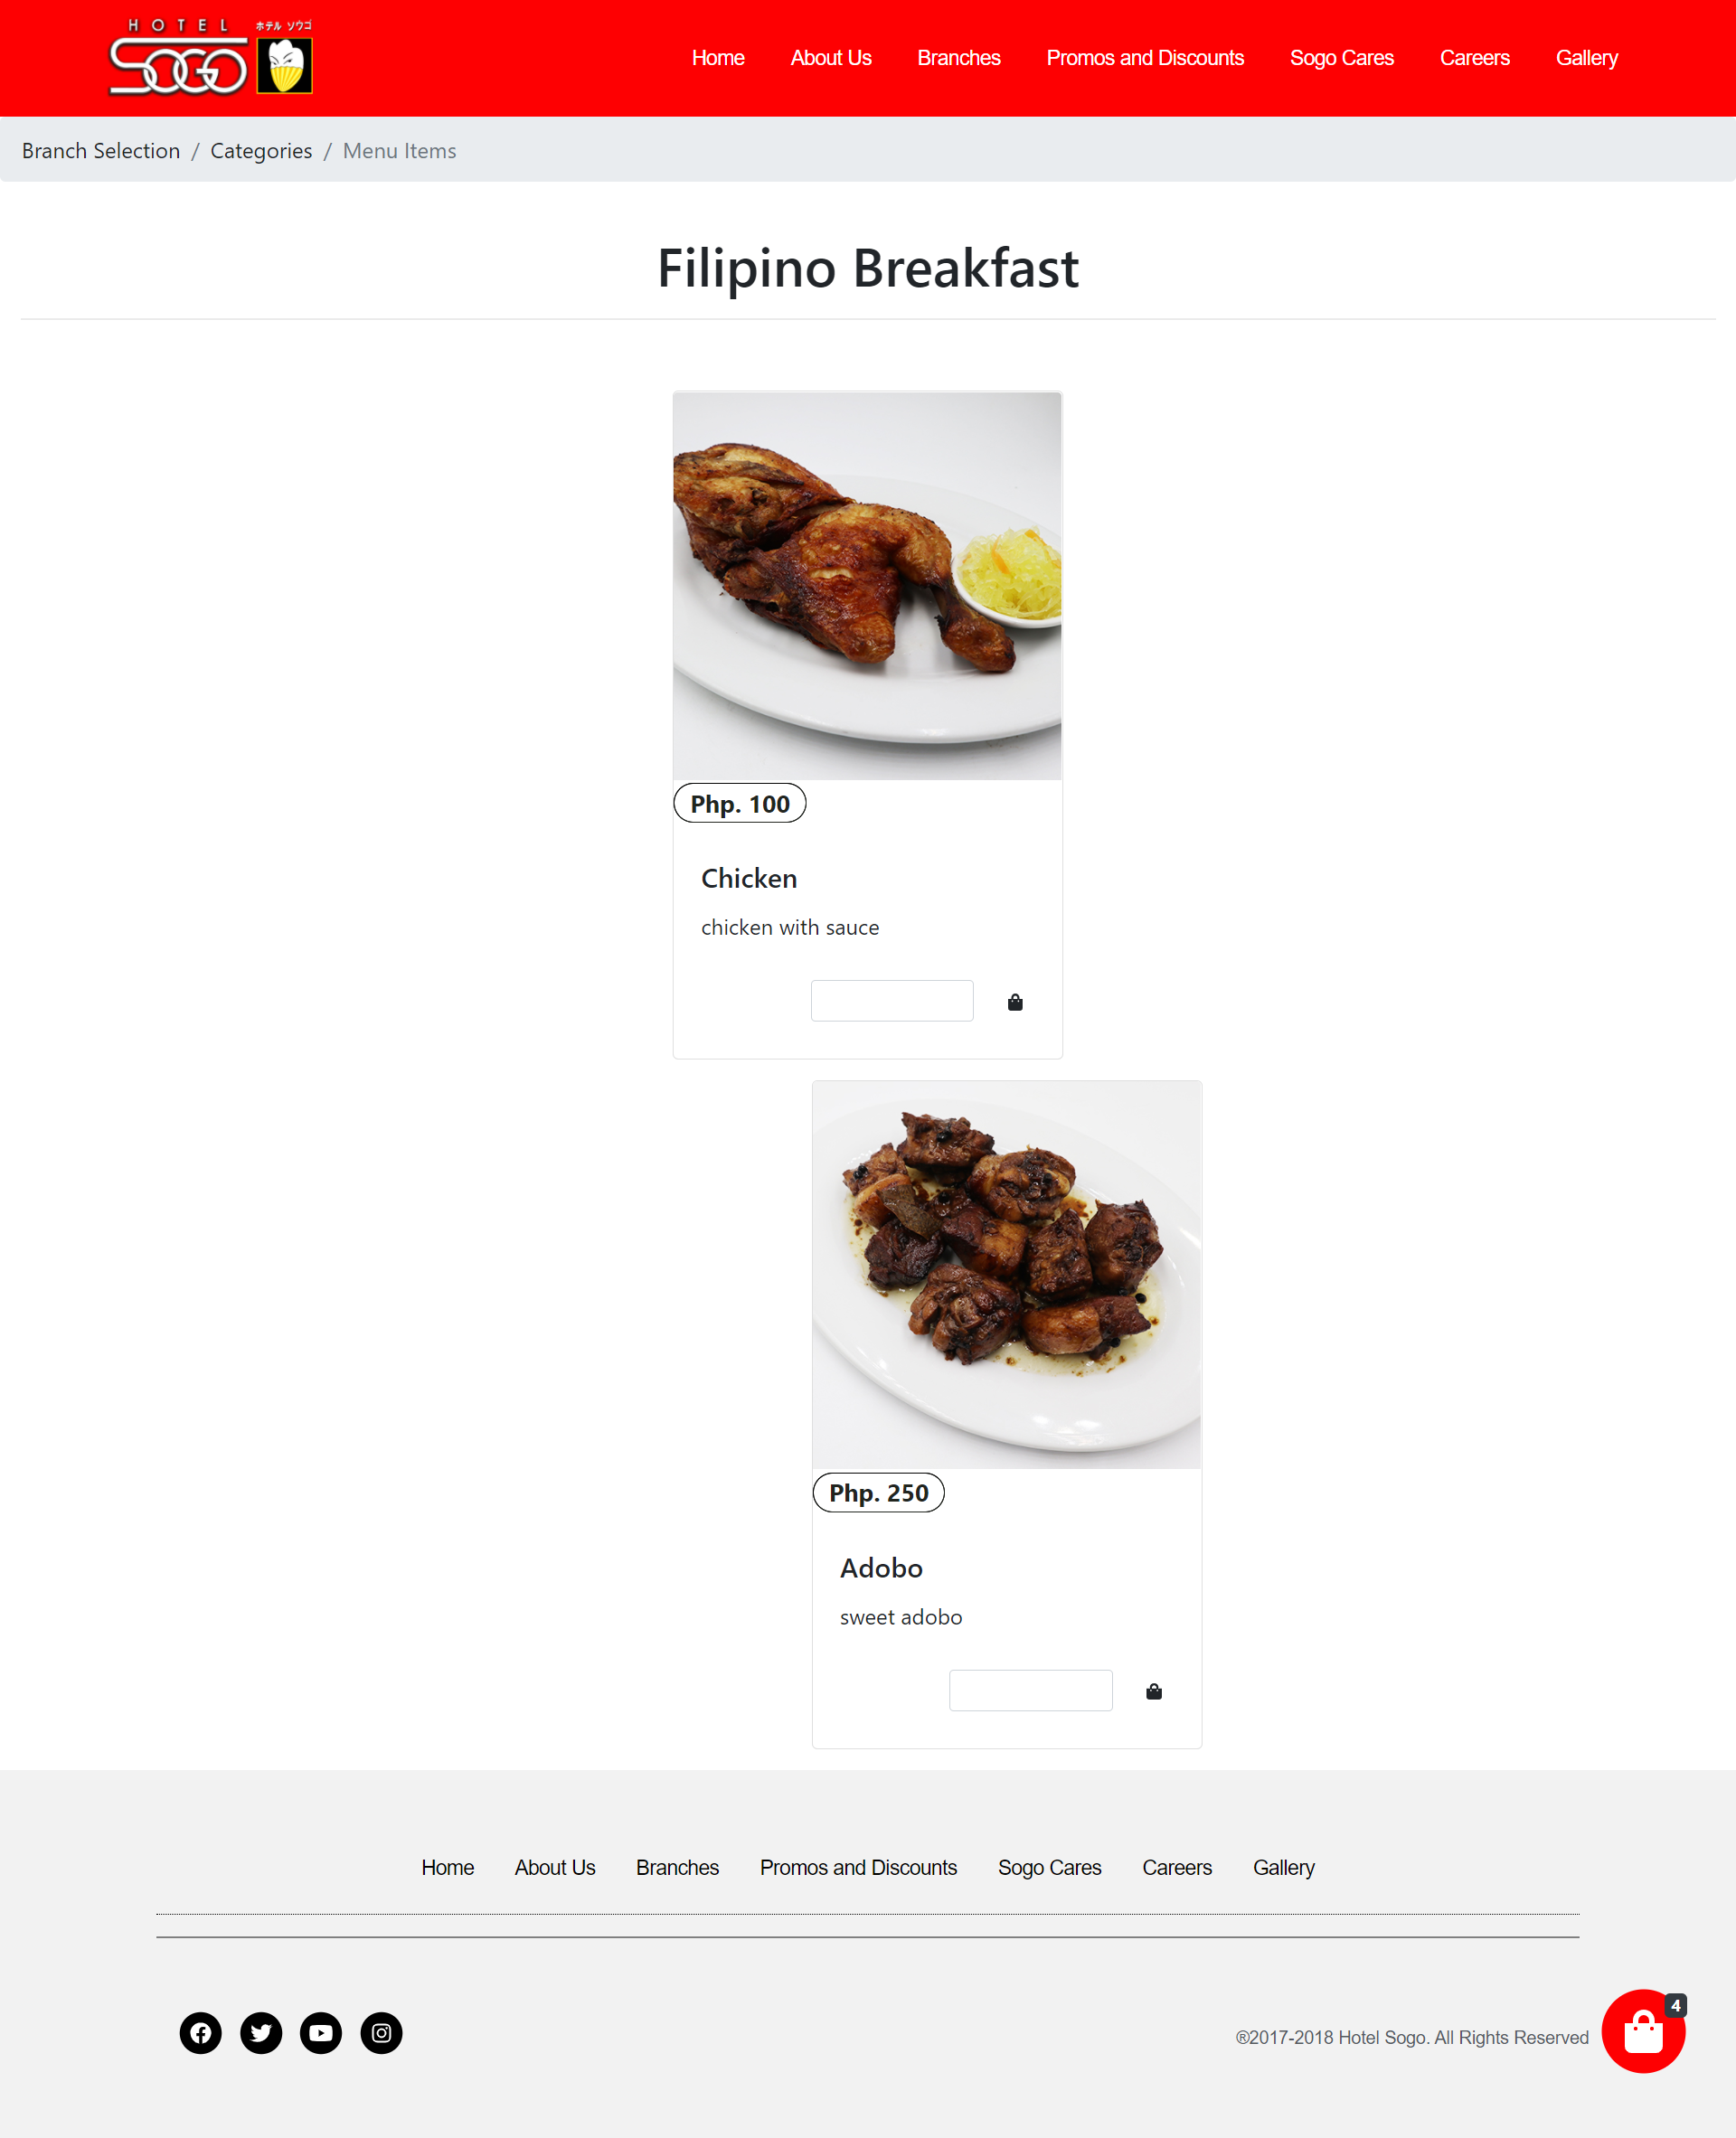 HOTEL
ホテル ソウゴ
SOGO
Home
About Us
Branches
Promos and Discounts
Sogo Cares
Careers
Gallery
Branch Selection / Categories / Menu Items
Filipino Breakfast
Php. 100
Chicken
chicken with sauce
Php. 250
Adobo
sweet adobo
Home
About Us
Branches
Promos and Discounts
Sogo Cares
Careers
Gallery
4
®2017-2018 Hotel Sogo. All Rights Reserved